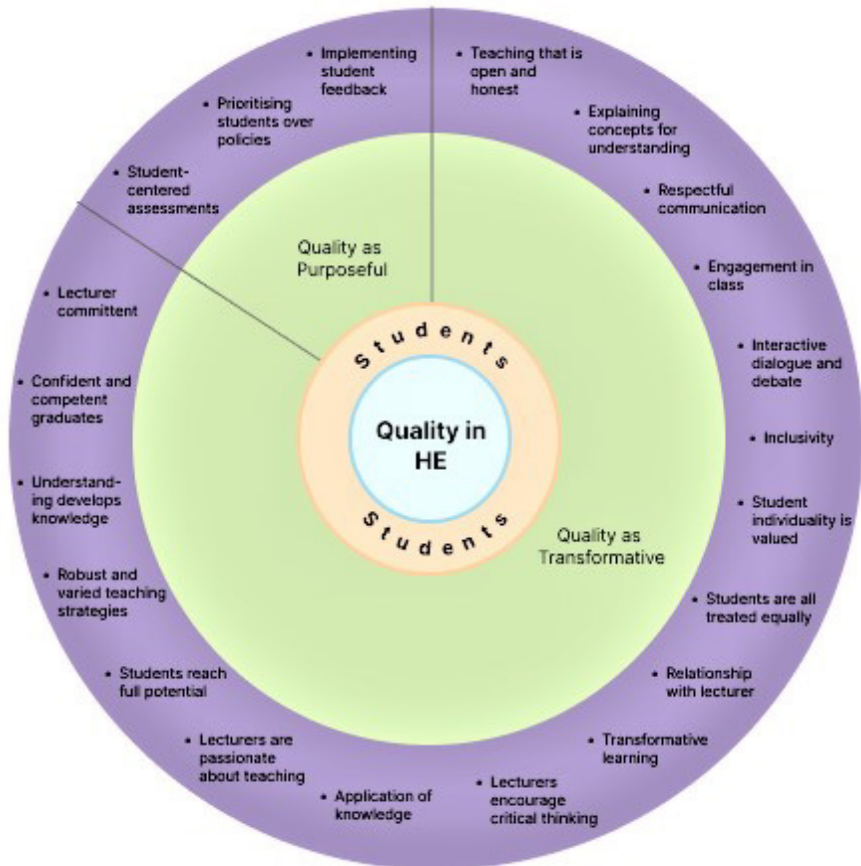 • Implementing
student
feedback
• Prioritising
students over
policies
• Student-
centered
assessments
Quality as
Purposeful
• Teaching that is
open and
honest
• Explaining
concepts for
understanding
• Respectful
communication
• Engagement in
class
• Interactive
dialogue and
debate
• Inclusivity
• Student
individuality is
valued
• Students are all
treated equally
• Relationship
with lecturer
• Transformative
learning
• Lecturers
encourage
critical thinking
• Application of
knowledge
• Lecturers are
passionate
about teaching
• Students reach
full potential
• Robust and
varied teaching
strategies
• Understand-
ing develops
knowledge
• Confident and
competent
graduates
• Lecturer
committent
Quality as
Transformative
Students
Quality in
HE
Students